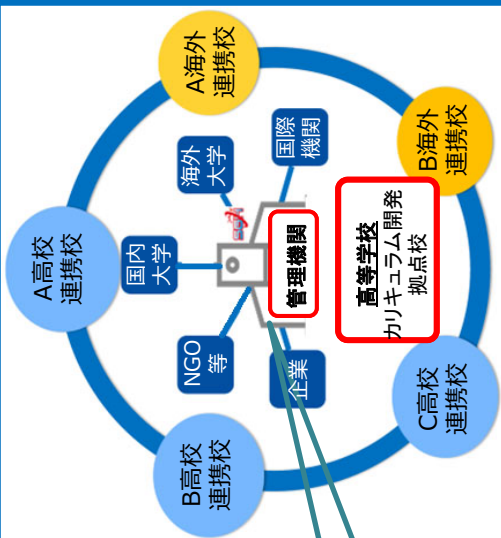 A高校
連携校
A海外
連携校
B高校
連携校
国内
大学
海外
大学
NGO
等
国際
機関
企業
管理機関
高等学校
カリキュラム開発
拠点校
B海外
連携校
C高校
連携校